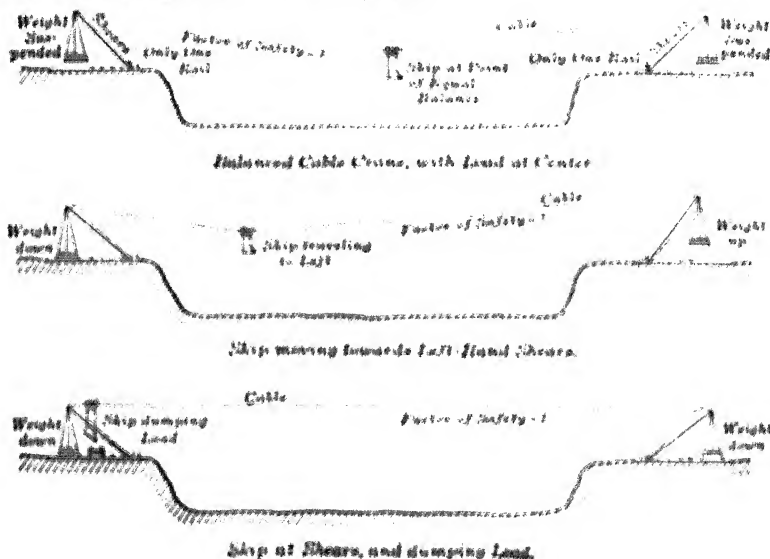 Weight
Sus-
pended
Shears
Only One
Rail
Factor of Safety =
Cable
Skip at Point
of Equal
Balance
Only One Rail
Shears
Weight
Sus-
pended
Balanced Cable Crane, with Load at Center
Weight
down
Skip traveling
to Left
Cable
Factor of Safety =
Weight
up
Skip moving towards Left-Hand Shears.
Weight
down
Skip dumping
Load
Cable
Factor of Safety =
Weight
down
Skip at Shears, and dumping Load.